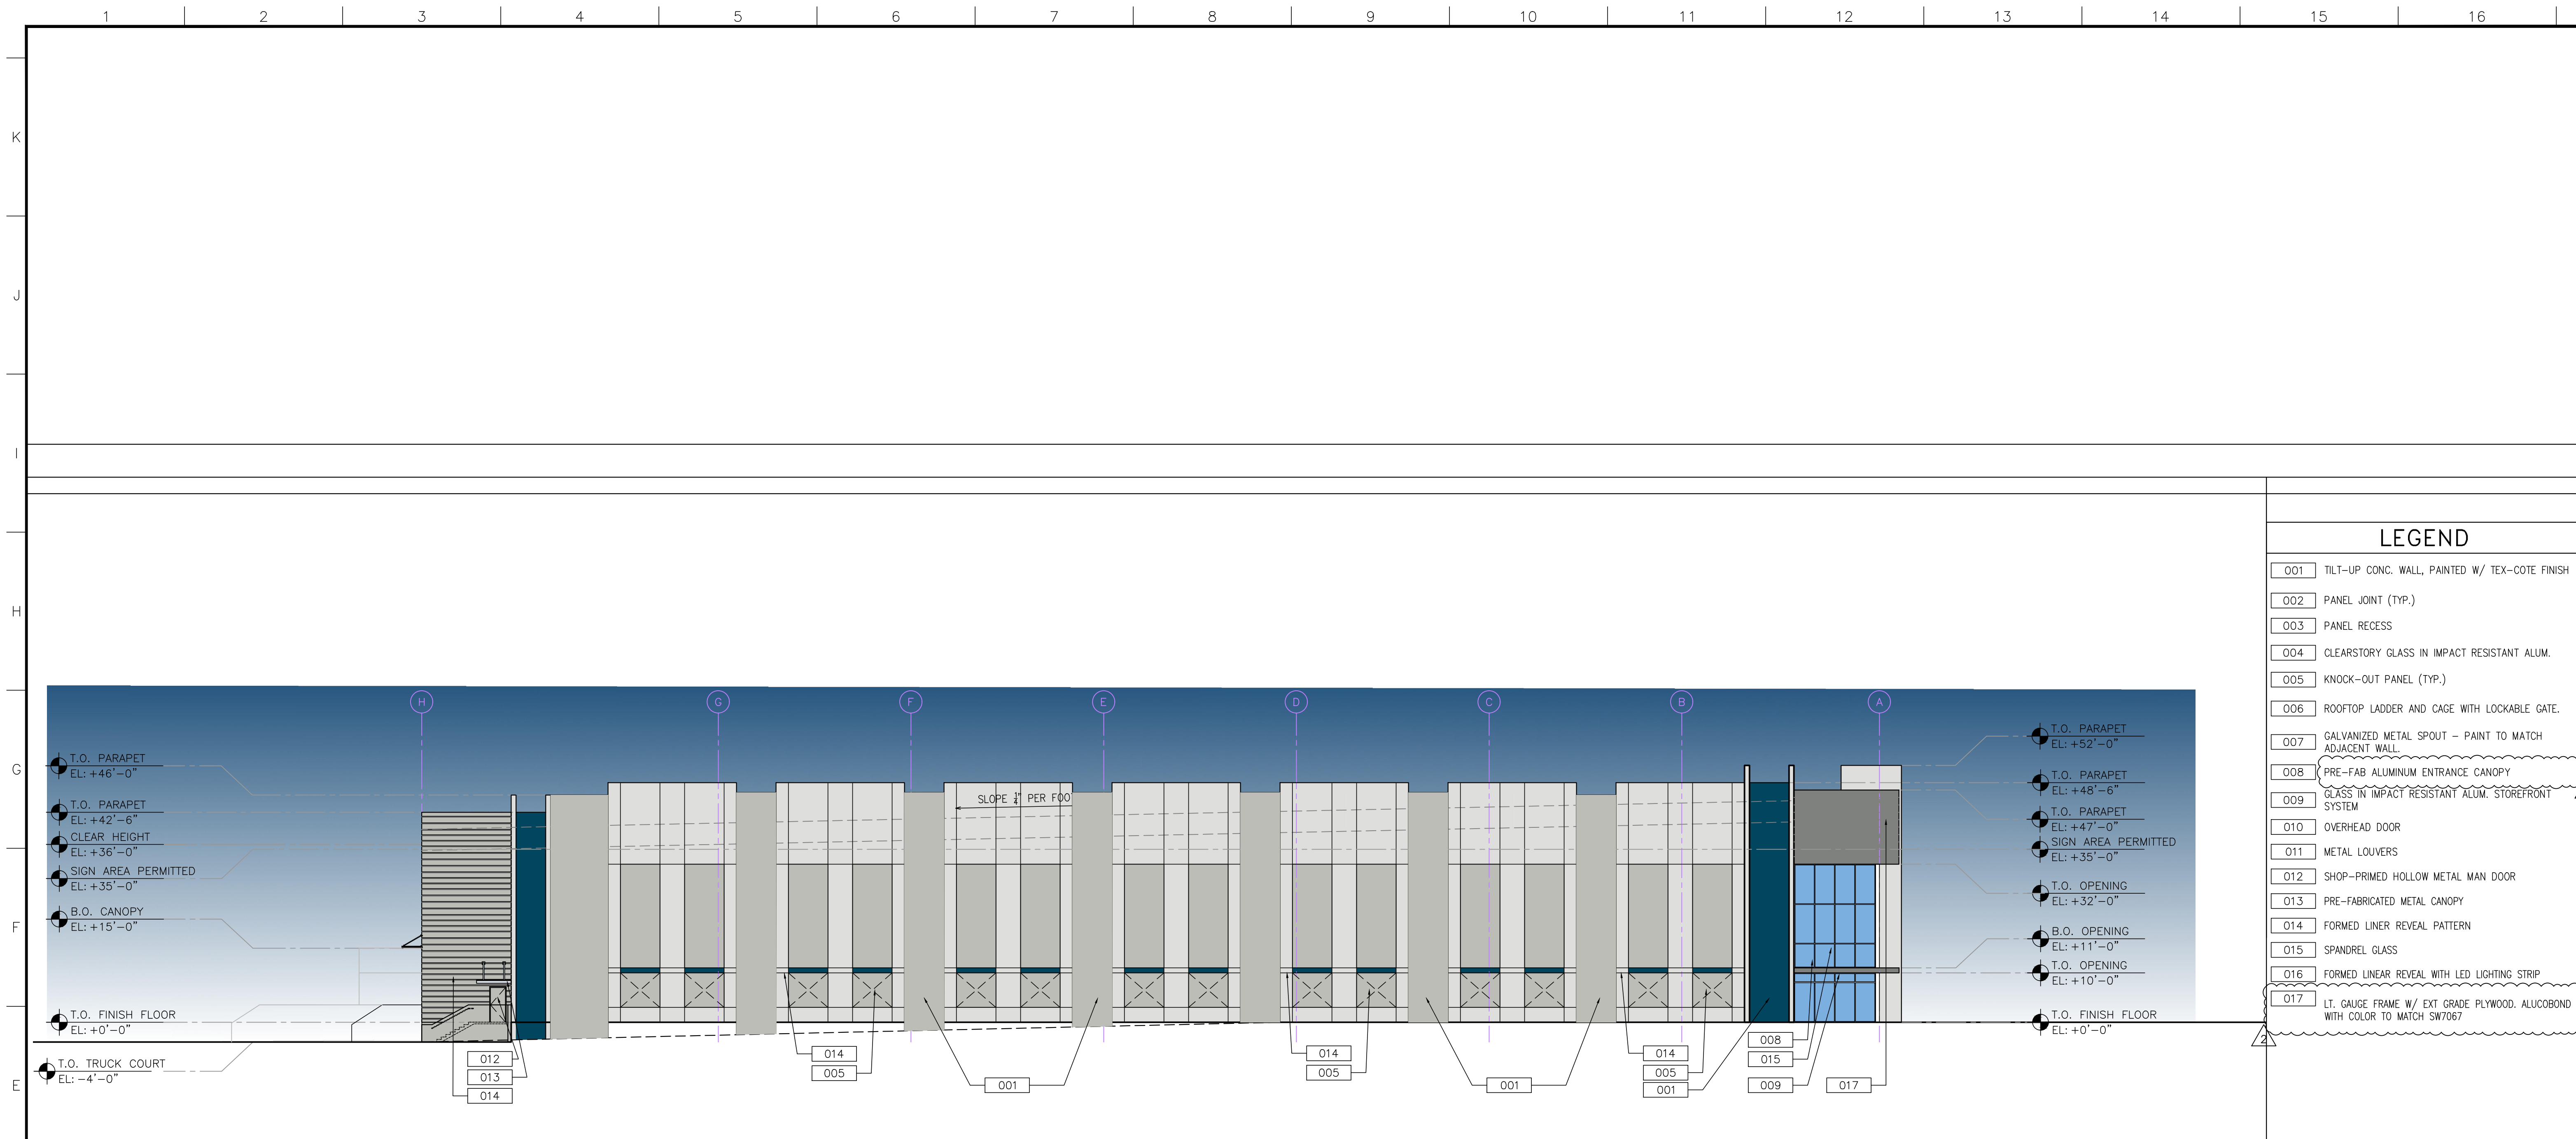 1 2 3 4 5 6 7 8 9 10 11 12 13 14 15 16
K
J
I
H
G
F
E
H G F E D C B A
T.O. PARAPET
EL: +46'-0"
T.O. PARAPET
EL: +42'-6"
CLEAR HEIGHT
EL: +36'-0"
SIGN AREA PERMITTED
EL: +35'-0"
B.O. CANOPY
EL: +15'-0"
T.O. FINISH FLOOR
EL: +0'-0"
T.O. TRUCK COURT
EL: -4'-0"
SLOPE 1/4" PER FOO
012
013
014
014
005
001
014
005
001
014
005
001
008
015
009
017
T.O. PARAPET
EL: +52'-0"
T.O. PARAPET
EL: +48'-6"
T.O. PARAPET
EL: +47'-0"
SIGN AREA PERMITTED
EL: +35'-0"
T.O. OPENING
EL: +32'-0"
B.O. OPENING
EL: +11'-0"
T.O. OPENING
EL: +10'-0"
T.O. FINISH FLOOR
EL: +0'-0"
LEGEND
001 TILT-UP CONC. WALL, PAINTED W/ TEX-COTE FINISH
002 PANEL JOINT (TYP.)
003 PANEL RECESS
004 CLEARSTORY GLASS IN IMPACT RESISTANT ALUM.
005 KNOCK-OUT PANEL (TYP.)
006 ROOFTOP LADDER AND CAGE WITH LOCKABLE GATE.
007 GALVANIZED METAL SPOUT - PAINT TO MATCH
ADJACENT WALL.
008 PRE-FAB ALUMINUM ENTRANCE CANOPY
009 GLASS IN IMPACT RESISTANT ALUM. STOREFRONT
SYSTEM
010 OVERHEAD DOOR
011 METAL LOUVERS
012 SHOP-PRIMED HOLLOW METAL MAN DOOR
013 PRE-FABRICATED METAL CANOPY
014 FORMED LINER REVEAL PATTERN
015 SPANDREL GLASS
016 FORMED LINEAR REVEAL WITH LED LIGHTING STRIP
017 LT. GAUGE FRAME W/ EXT GRADE PLYWOOD. ALUCOBOND
WITH COLOR TO MATCH SW7067
2